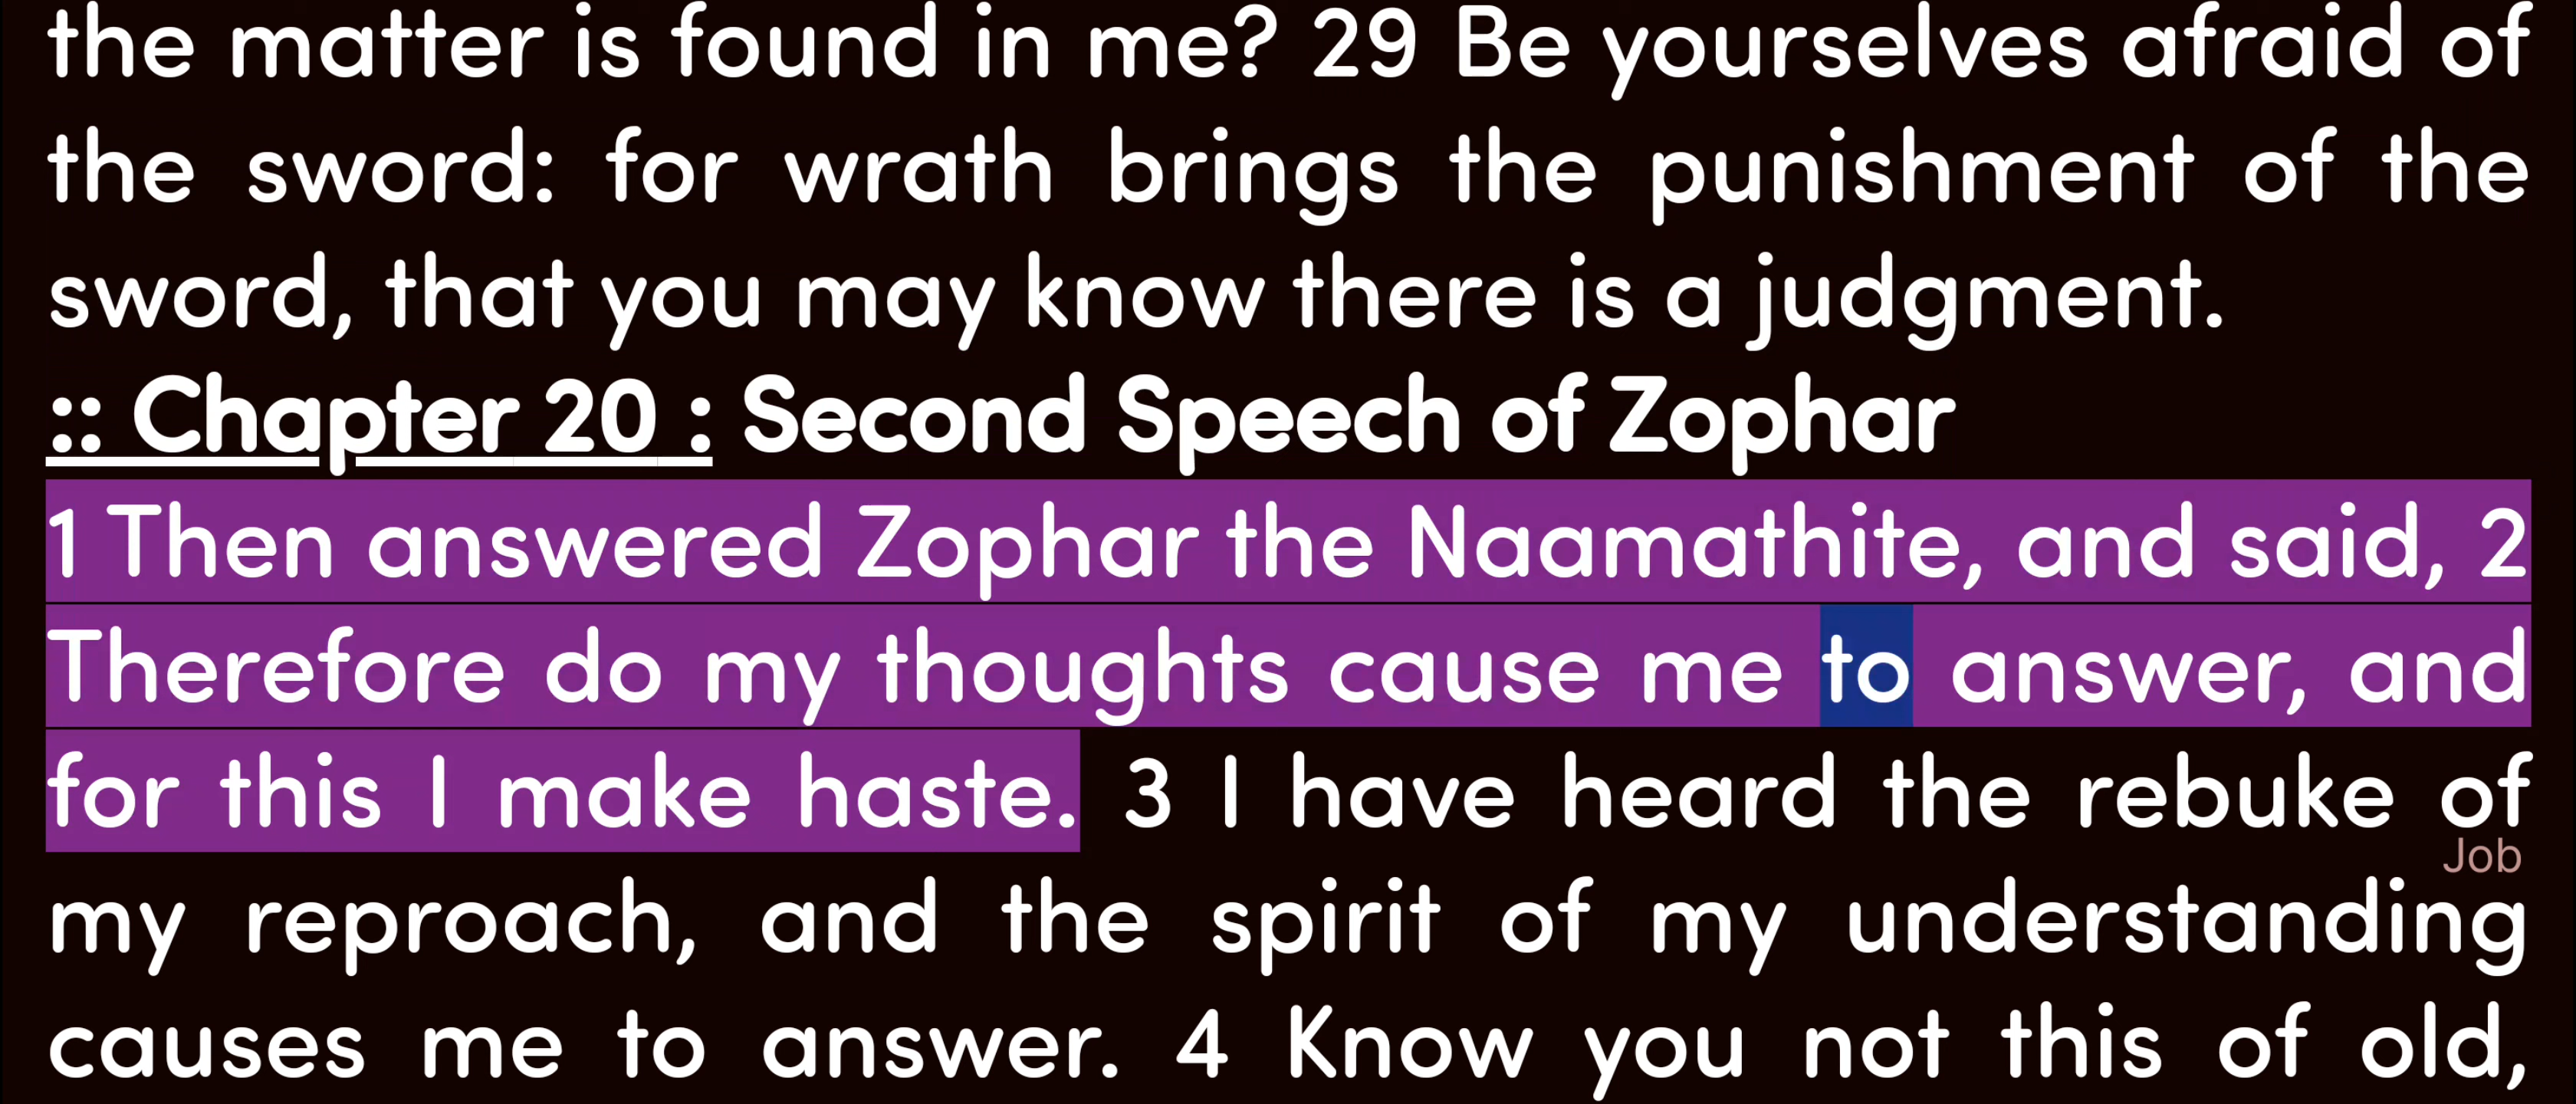 the matter is found in me? 29 Be yourselves afraid of
the sword: for wrath brings the punishment of the
sword, that you may know there is a judgment.
:: Chapter 20 : Second Speech of Zophar
1 Then answered Zophar the Naamathite, and said, 2
Therefore do my thoughts cause me to answer, and
for this I make haste. 3 I have heard the rebuke of
Job
my reproach, and the spirit of my understanding
causes me to answer. 4 Know you not this of old,